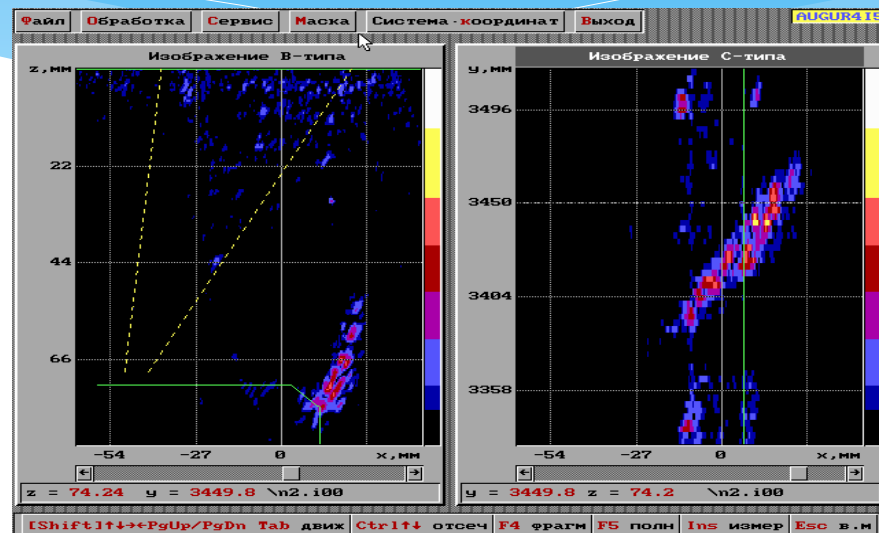 Файл Обработка Сервис Маска Система координат Выход AUGUR4I5
Изображение B-типа
z,мм
22
44
66
-54 -27 0 x,мм
z = 74.24 y = 3449.8 \n2.i00
Изображение C-типа
y,мм
3496
3450
3404
3358
-54 -27 0 x,мм
y = 3449.8 z = 74.2 \n2.i00
[Shift]↑↓→←PgUp/PgDn Tab движ Ctrl↑↓ отсеч F4 фрагм F5 полн Ins измер Esc в.м